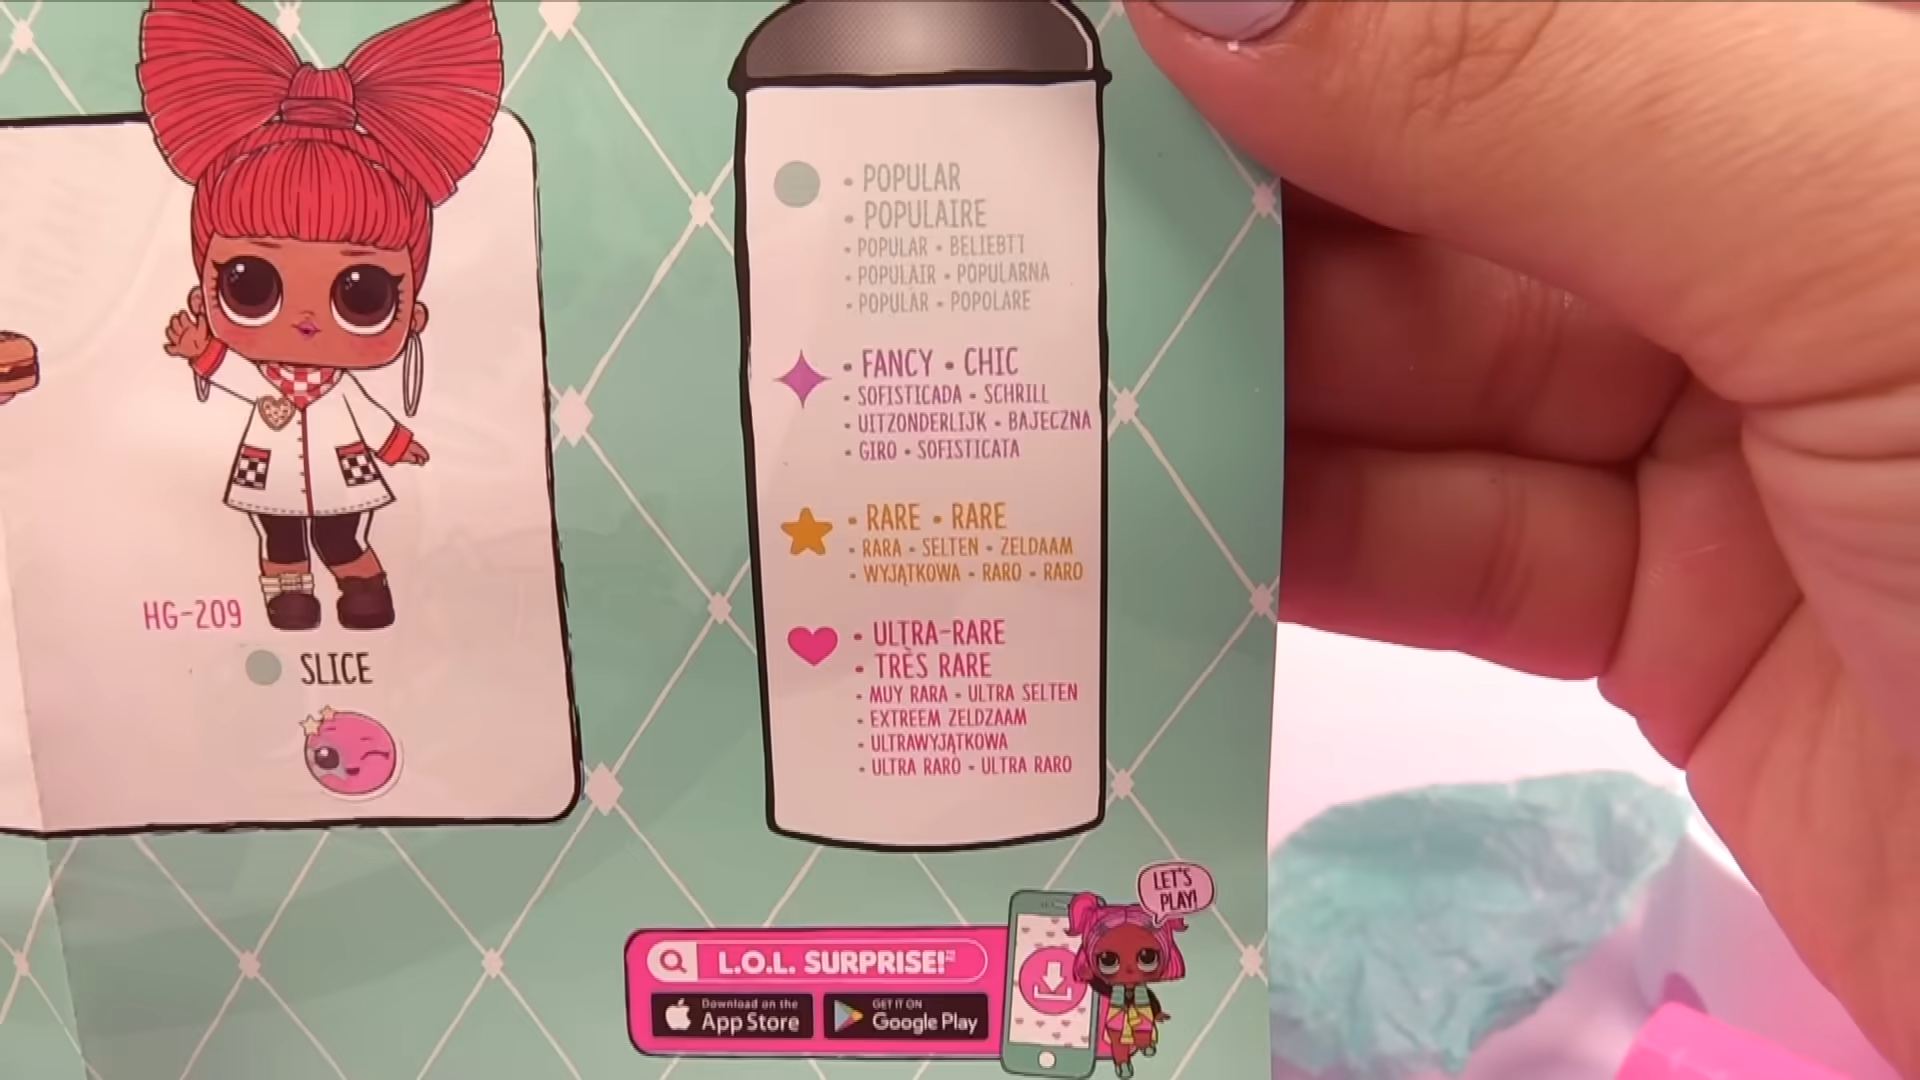 HG-209
SLICE
• POPULAR
• POPULAIRE
• POPULAR • BELIEBTT
• POPULAIR • POPULARNA
• POPULAR • POPOLARE
• FANCY • CHIC
• SOFISTICADA • SCHRILL
• UITZONDERLIJK • BAJECZNA
• GIRO • SOFISTICATA
• RARE • RARE
• RARA • SELTEN • ZELDAAM
• WYJĄTKOWA • RARO • RARO
• ULTRA-RARE
• TRÈS RARE
• MUY RARA • ULTRA SELTEN
• EXTREEM ZELDZAAM
• ULTRAWYJĄTKOWA
• ULTRA RARO • ULTRA RARO
LET'S
PLAY!
L.O.L. SURPRISE!
Download on the
App Store
GET IT ON
Google Play